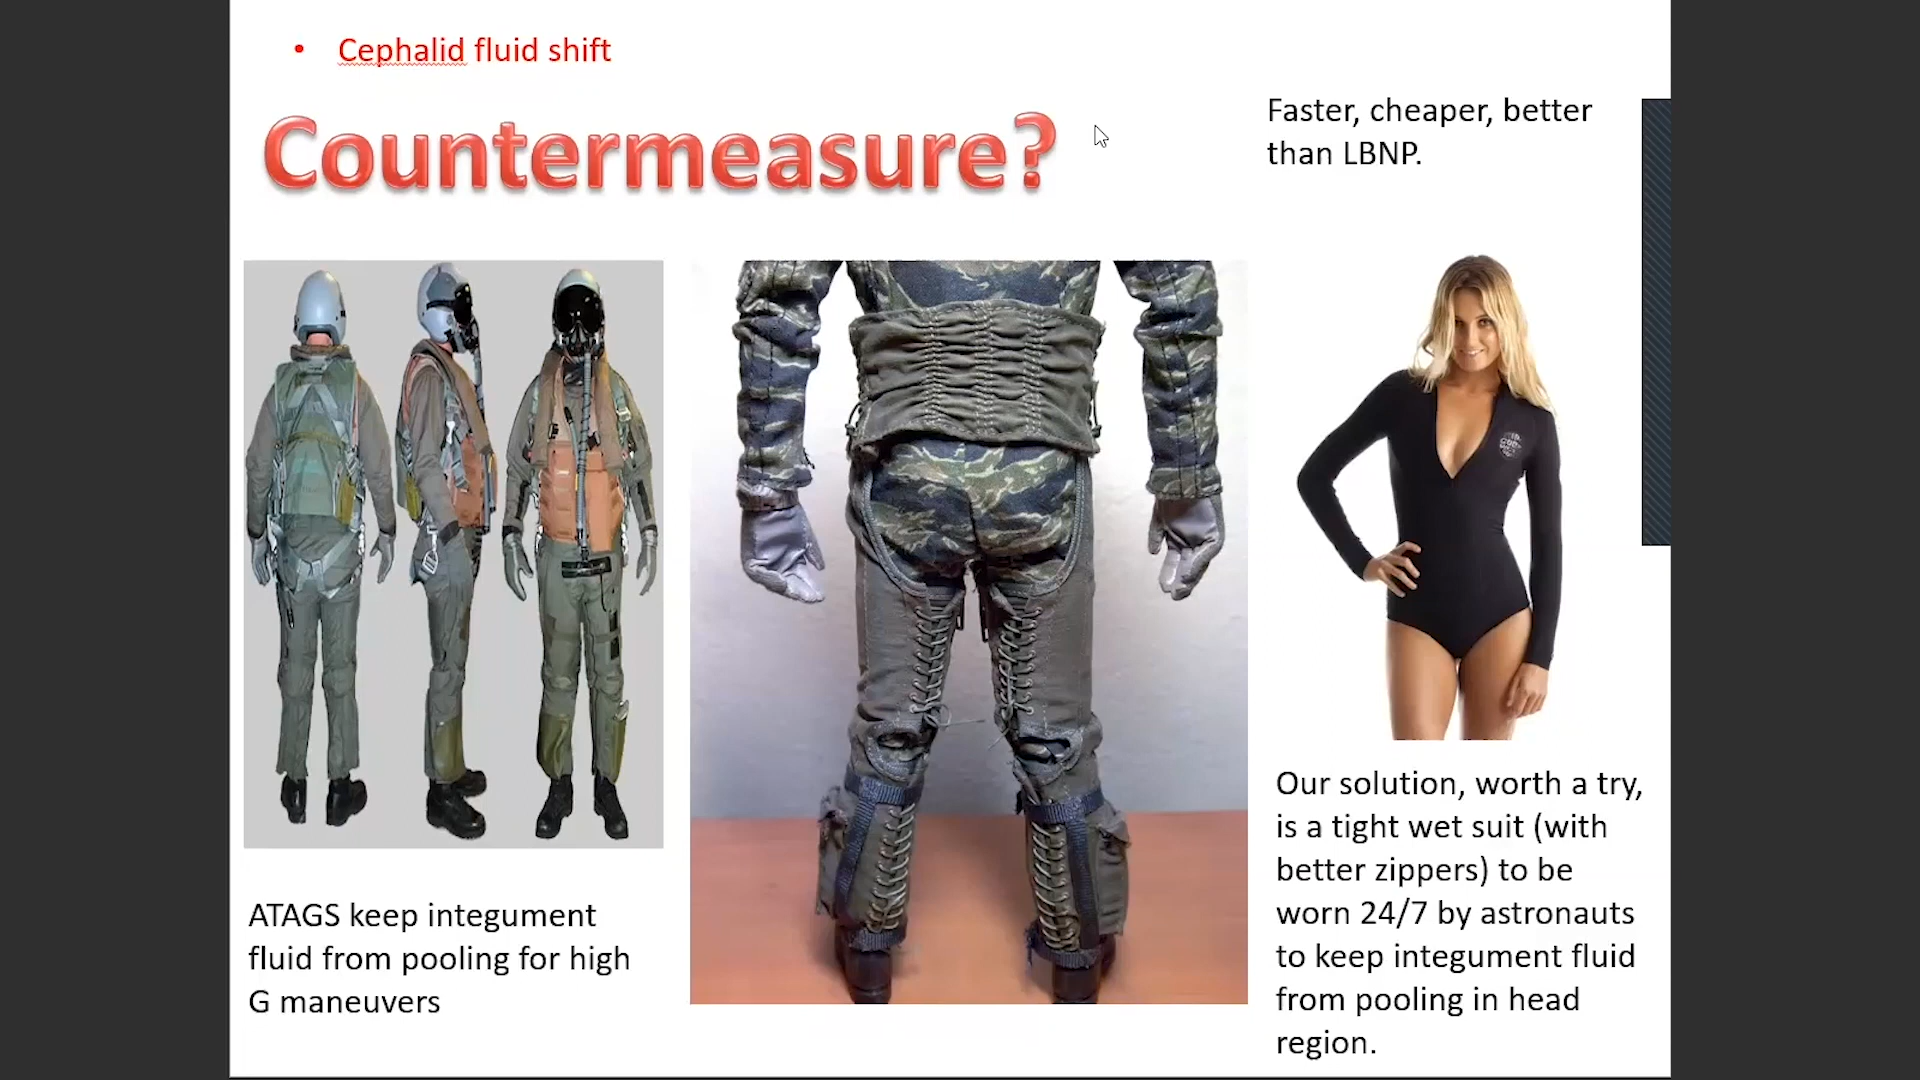 Cephalid fluid shift
Countermeasure?
Faster, cheaper, better
than LBNP.
ATAGS keep integument
fluid from pooling for high
G maneuvers
Our solution, worth a try,
is a tight wet suit (with
better zippers) to be
worn 24/7 by astronauts
to keep integument fluid
from pooling in head
region.